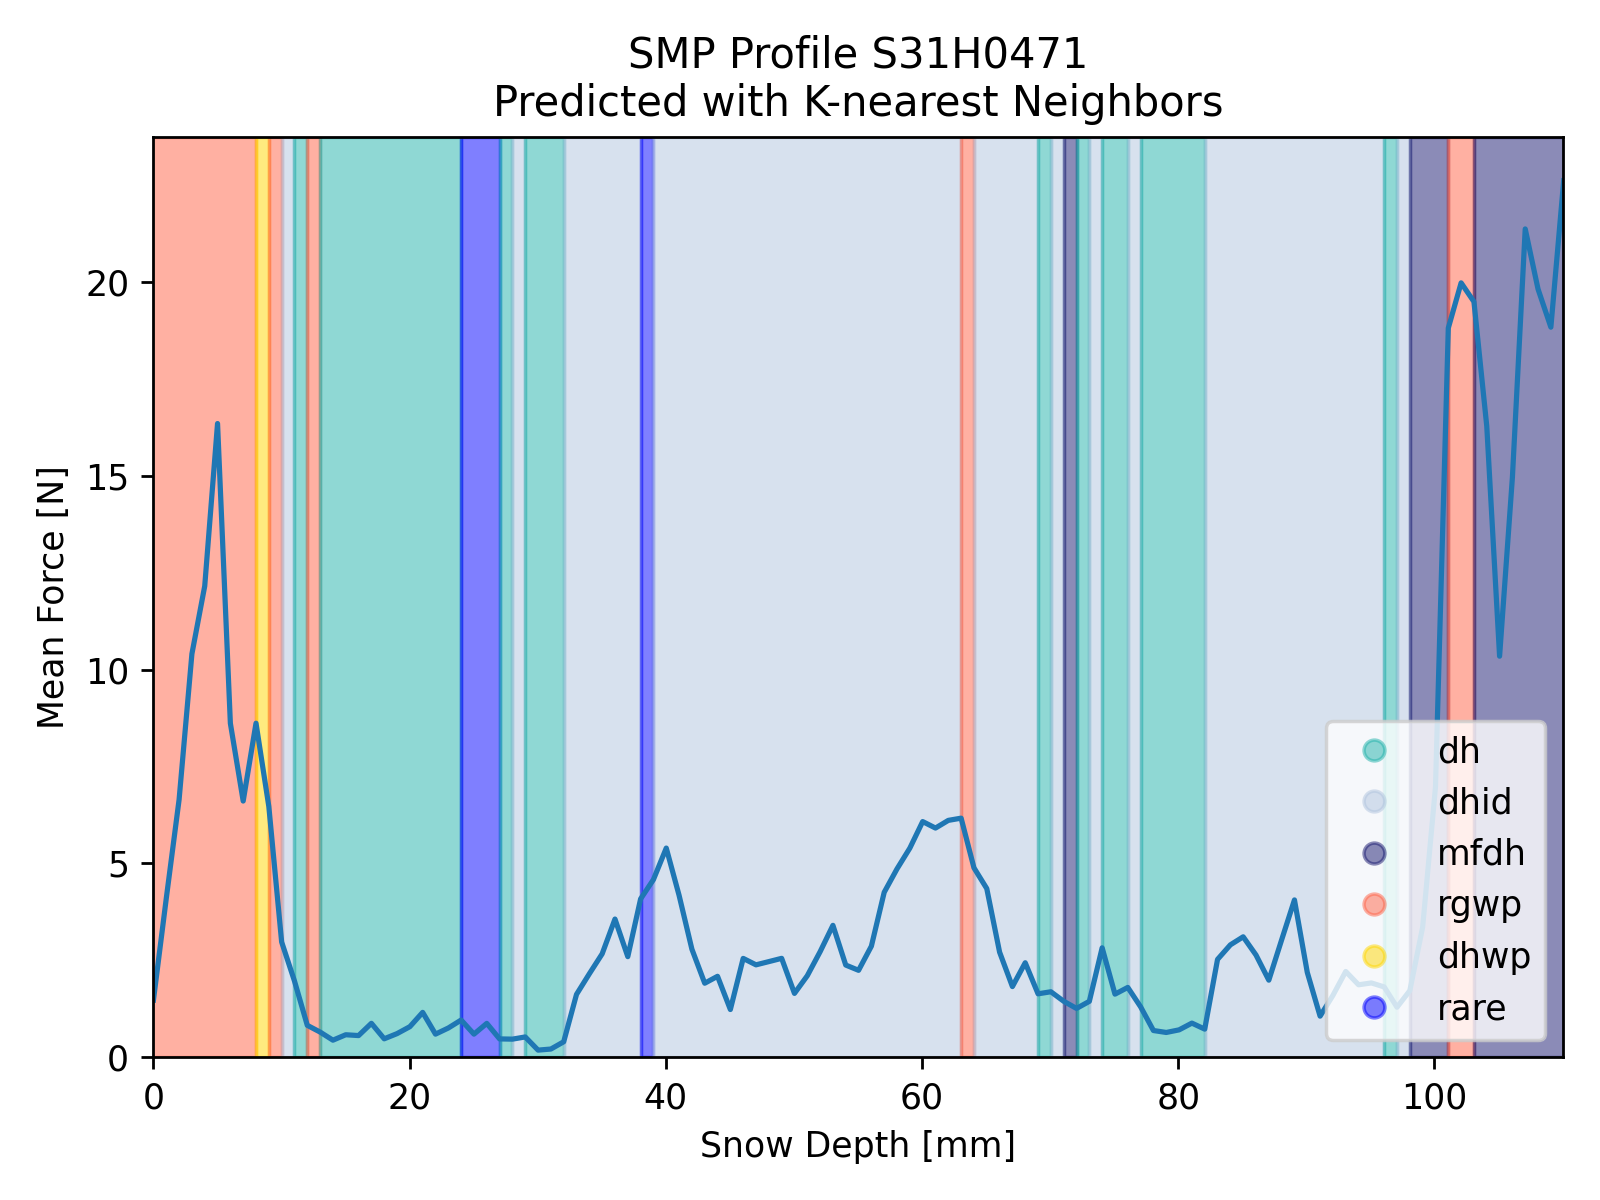 SMP Profile S31H0471
Predicted with K-nearest Neighbors
Mean Force [N]
20
15
10
5
0
dh
dhid
mfdh
rgwp
dhwp
rare
0 20 40 60 80 100
Snow Depth [mm]